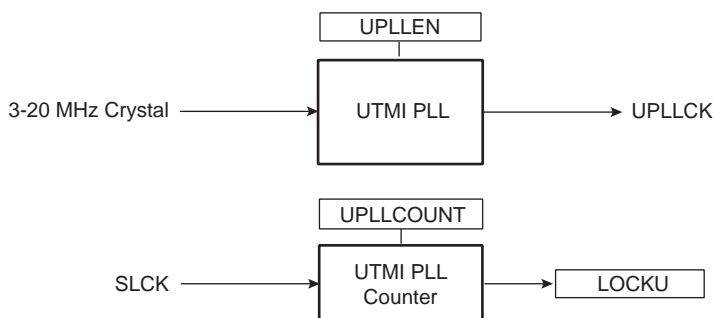 UPLLEN
3-20 MHz Crystal
UTMI PLL
UPLLCK
UPLLCOUNT
SLCK
UTMI PLL
Counter
LOCKU